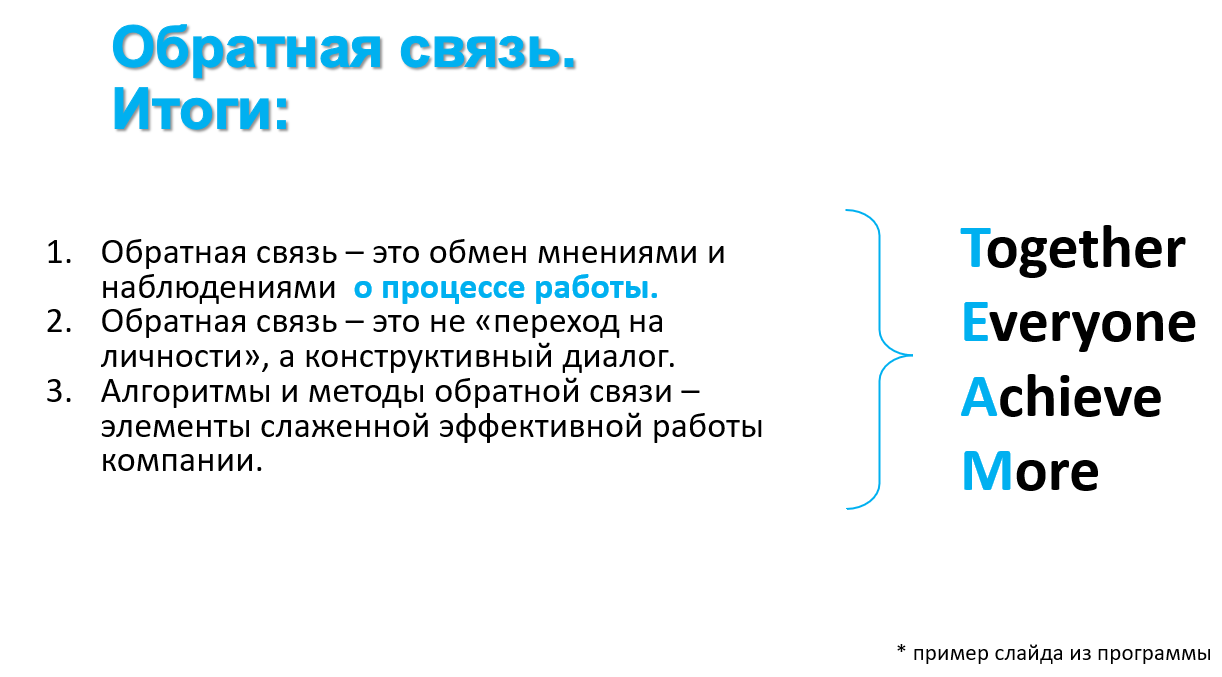 Обратная связь.
Итоги:
1. Обратная связь – это обмен мнениями и
наблюдениями о процессе работы.
2. Обратная связь – это не «переход на
личности», а конструктивный диалог.
3. Алгоритмы и методы обратной связи –
элементы слаженной эффективной работы
компании.
Together
Everyone
Achieve
More
* пример слайда из программы